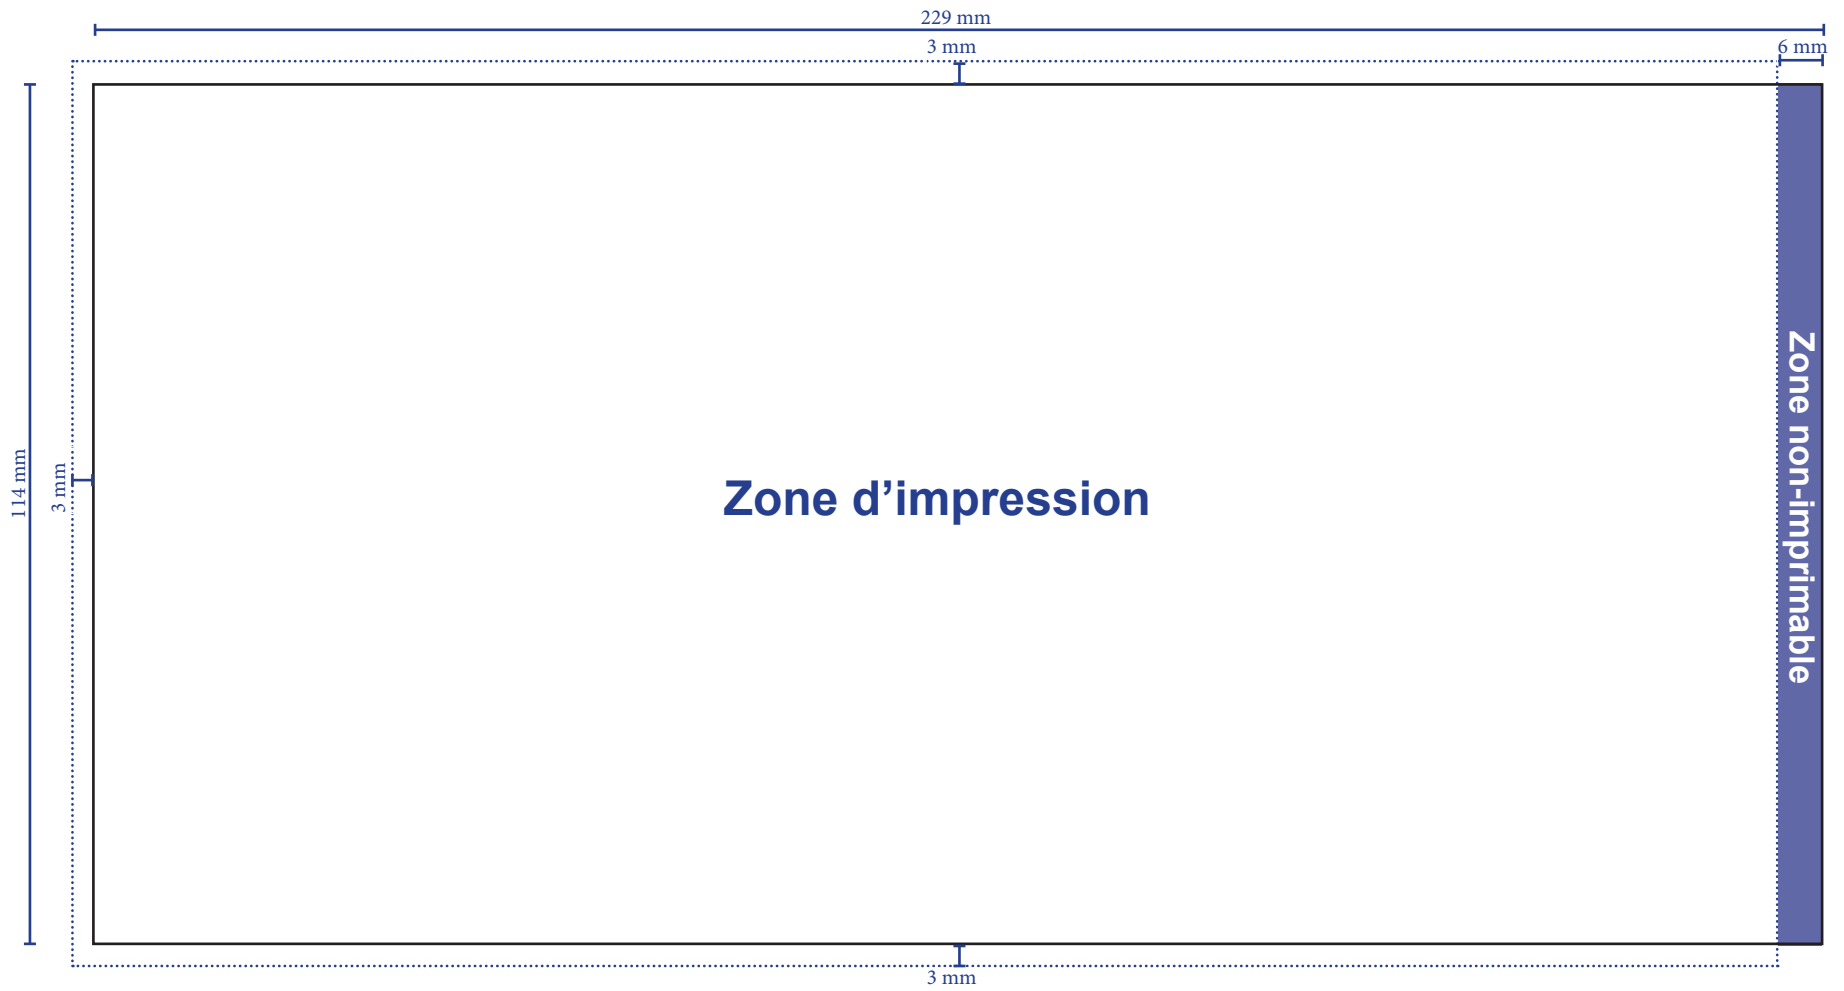 229 mm
3 mm
6 mm
114 mm
3 mm
Zone d’impression
Zone non-imprimable
3 mm